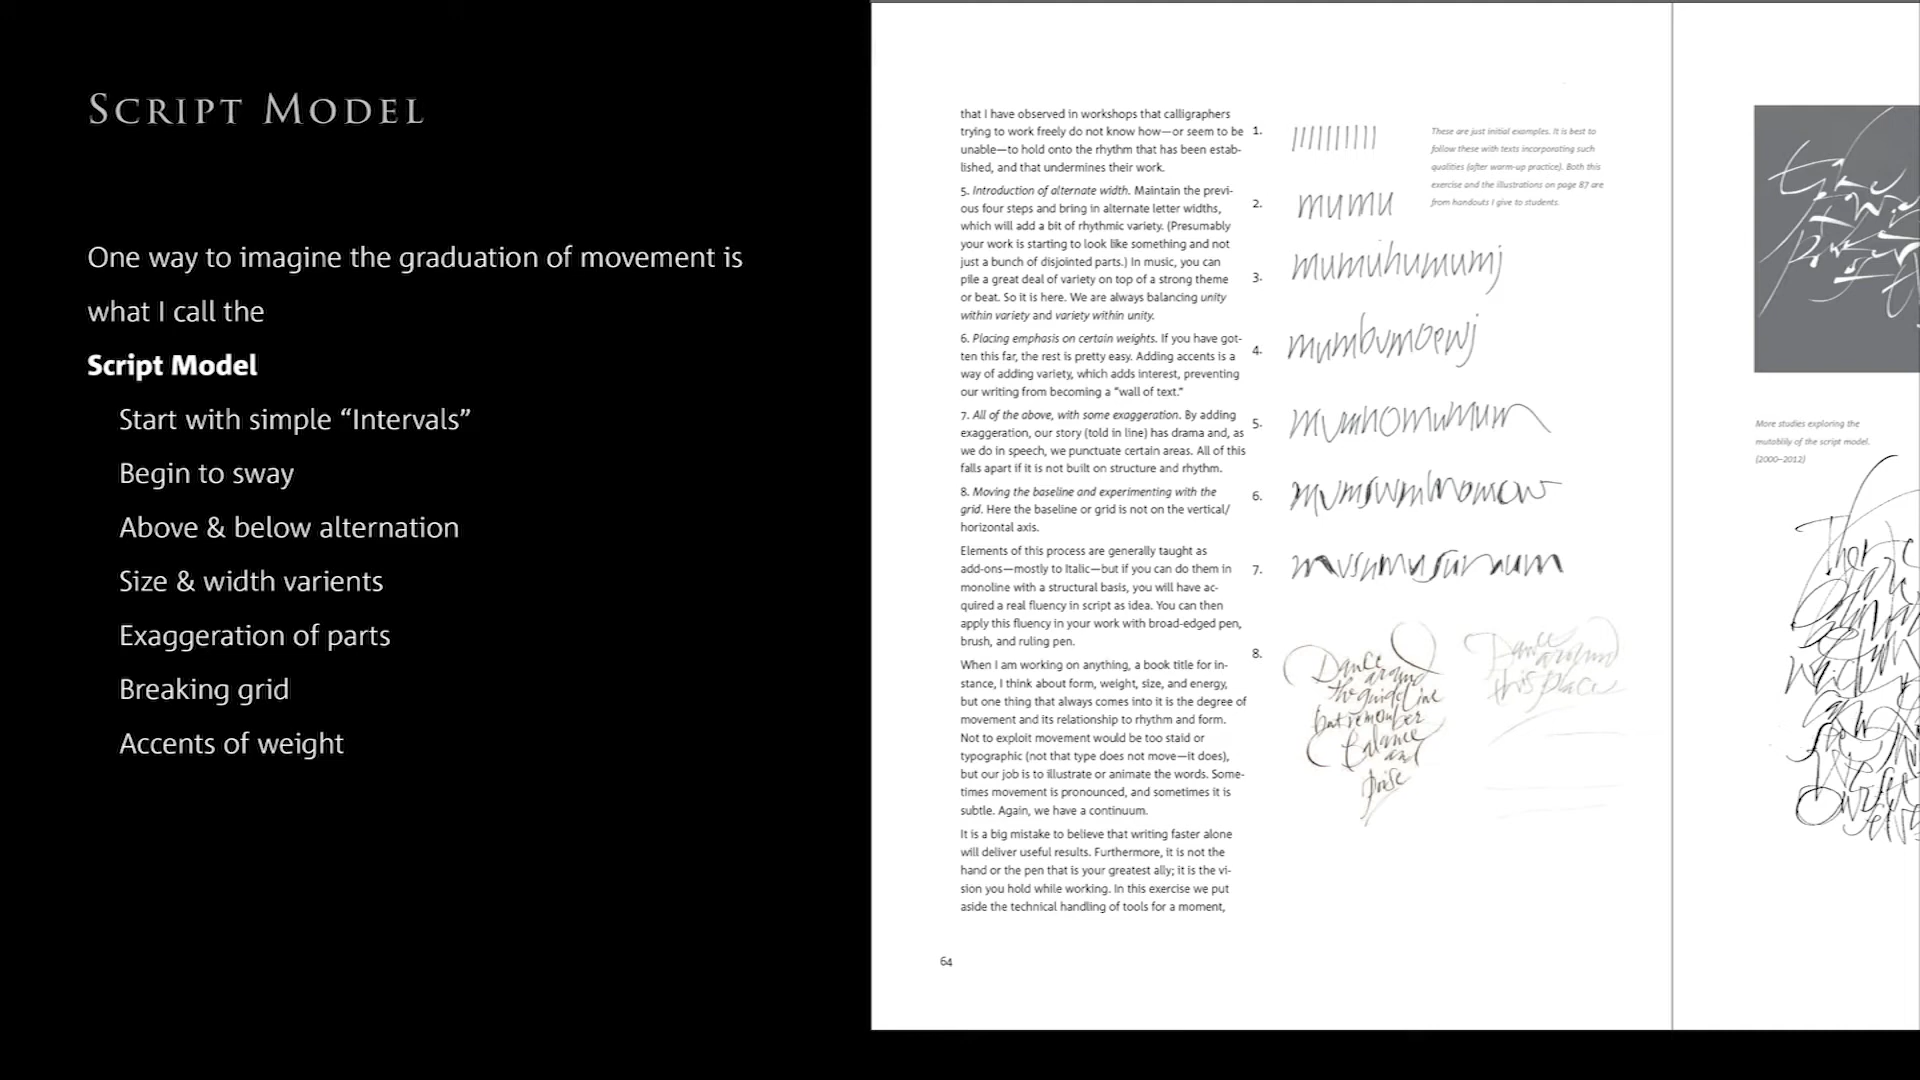 SCRIPT MODEL
One way to imagine the graduation of movement is
what I call the
Script Model
Start with simple “Intervals”
Begin to sway
Above & below alternation
Size & width varients
Exaggeration of parts
Breaking grid
Accents of weight
that I have observed in workshops that calligraphers
trying to work freely do not know how—or seem to be
unable—to hold onto the rhythm that has been estab-
lished, and that undermines their work.
5. Introduction of alternate width. Maintain the previ-
ous four steps and bring in alternate letter widths,
which will add a bit of rhythmic variety. (Presumably
your work is starting to look like something and not
just a bunch of disjointed parts.) In music, you can
pile a great deal of variety on top of a strong theme
or beat. So it is here. We are always balancing unity
within variety and variety within unity.
6. Placing emphasis on certain weights. If you have got-
ten this far, the rest is pretty easy. Adding accents is a
way of adding variety, which adds interest, preventing
our writing from becoming a “wall of text.”
7. All of the above, with some exaggeration. By adding
exaggeration, our story (told in line) has drama and, as
we do in speech, we punctuate certain areas. All of this
falls apart if it is not built on structure and rhythm.
8. Moving the baseline and experimenting with the
grid. Here the baseline or grid is not on the vertical/
horizontal axis.
Elements of this process are generally taught as
add-ons—mostly to Italic—but if you can do them in
monoline with a structural basis, you will have ac-
quired a real fluency in script as idea. You can then
apply this fluency in your work with broad-edged pen,
brush, and ruling pen.
When I am working on anything, a book title for in-
stance, I think about form, weight, size, and energy,
but one thing that always comes into it is the degree of
movement and its relationship to rhythm and form.
Not to exploit movement would be too staid or
typographic (not that type does not move—it does),
but our job is to illustrate or animate the words. Some-
times movement is pronounced, and sometimes it is
subtle. Again, we have a continuum.
It is a big mistake to believe that writing faster alone
will deliver useful results. Furthermore, it is not the
hand or the pen that is your greatest ally; it is the vi-
sion you hold while working. In this exercise we put
aside the technical handling of tools for a moment,
64
1.
2. mumu
3. mumuhumumj
4.
5.
6.
7.
8.
Dance
around
the guideline
but remember
balance
and
poise
Dance
around
this place
These are just initial examples. It is best to
follow these with texts incorporating such
qualities (after warm-up practice). Both this
exercise and the illustrations on page 87 are
from handouts I give to students.
More studies exploring the
mutability of the script model.
(2000–2012)